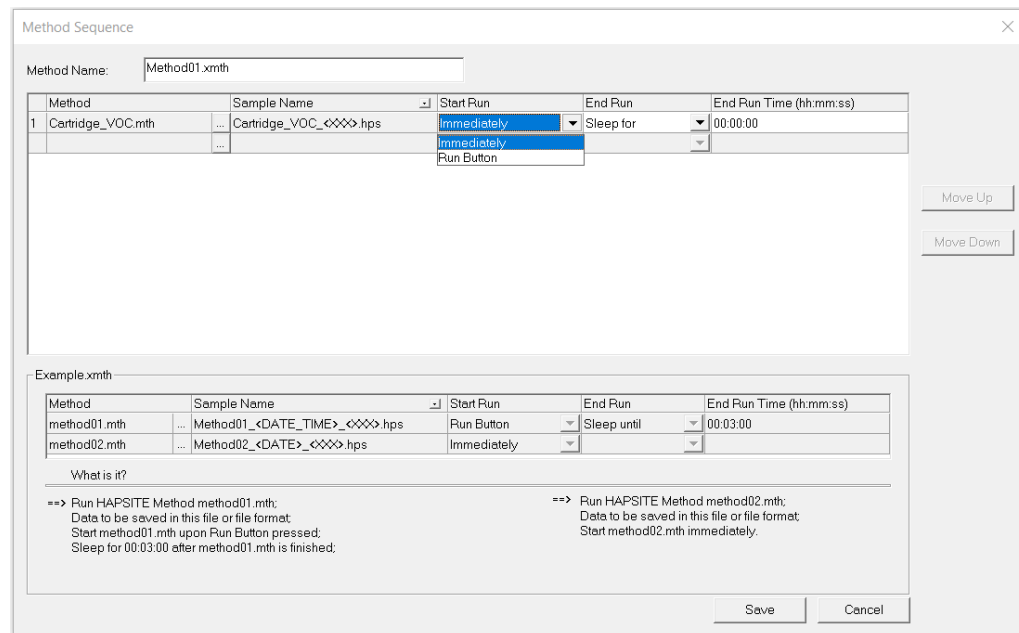 Method Sequence
Method Name: Method01.xmth
Method Sample Name Start Run End Run End Run Time (hh:mm:ss)
1 Cartridge_VOC.mth ... Cartridge_VOC_<XXX>.hps Immediately Sleep for 00:00:00
... Immediately
Run Button
Move Up
Move Down
Example.xmth
Method Sample Name Start Run End Run End Run Time (hh:mm:ss)
method01.mth ... Method01_<DATE_TIME>_<XXX>.hps Run Button Sleep until 00:03:00
method02.mth ... Method02_<DATE>_<XXX>.hps Immediately
What is it?
==> Run HAPSITE Method method01.mth;
Data to be saved in this file or file format;
Start method01.mth upon Run Button pressed;
Sleep for 00:03:00 after method01.mth is finished;
==> Run HAPSITE Method method02.mth;
Data to be saved in this file or file format;
Start method02.mth immediately.
Save Cancel